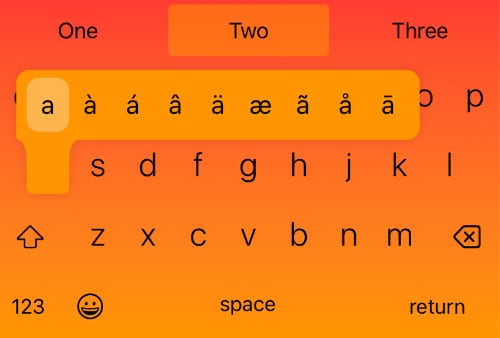 One Two Three
a à á â ä æ ã å ā o p
s d f g h j k l
z x c v b n m
123 space return